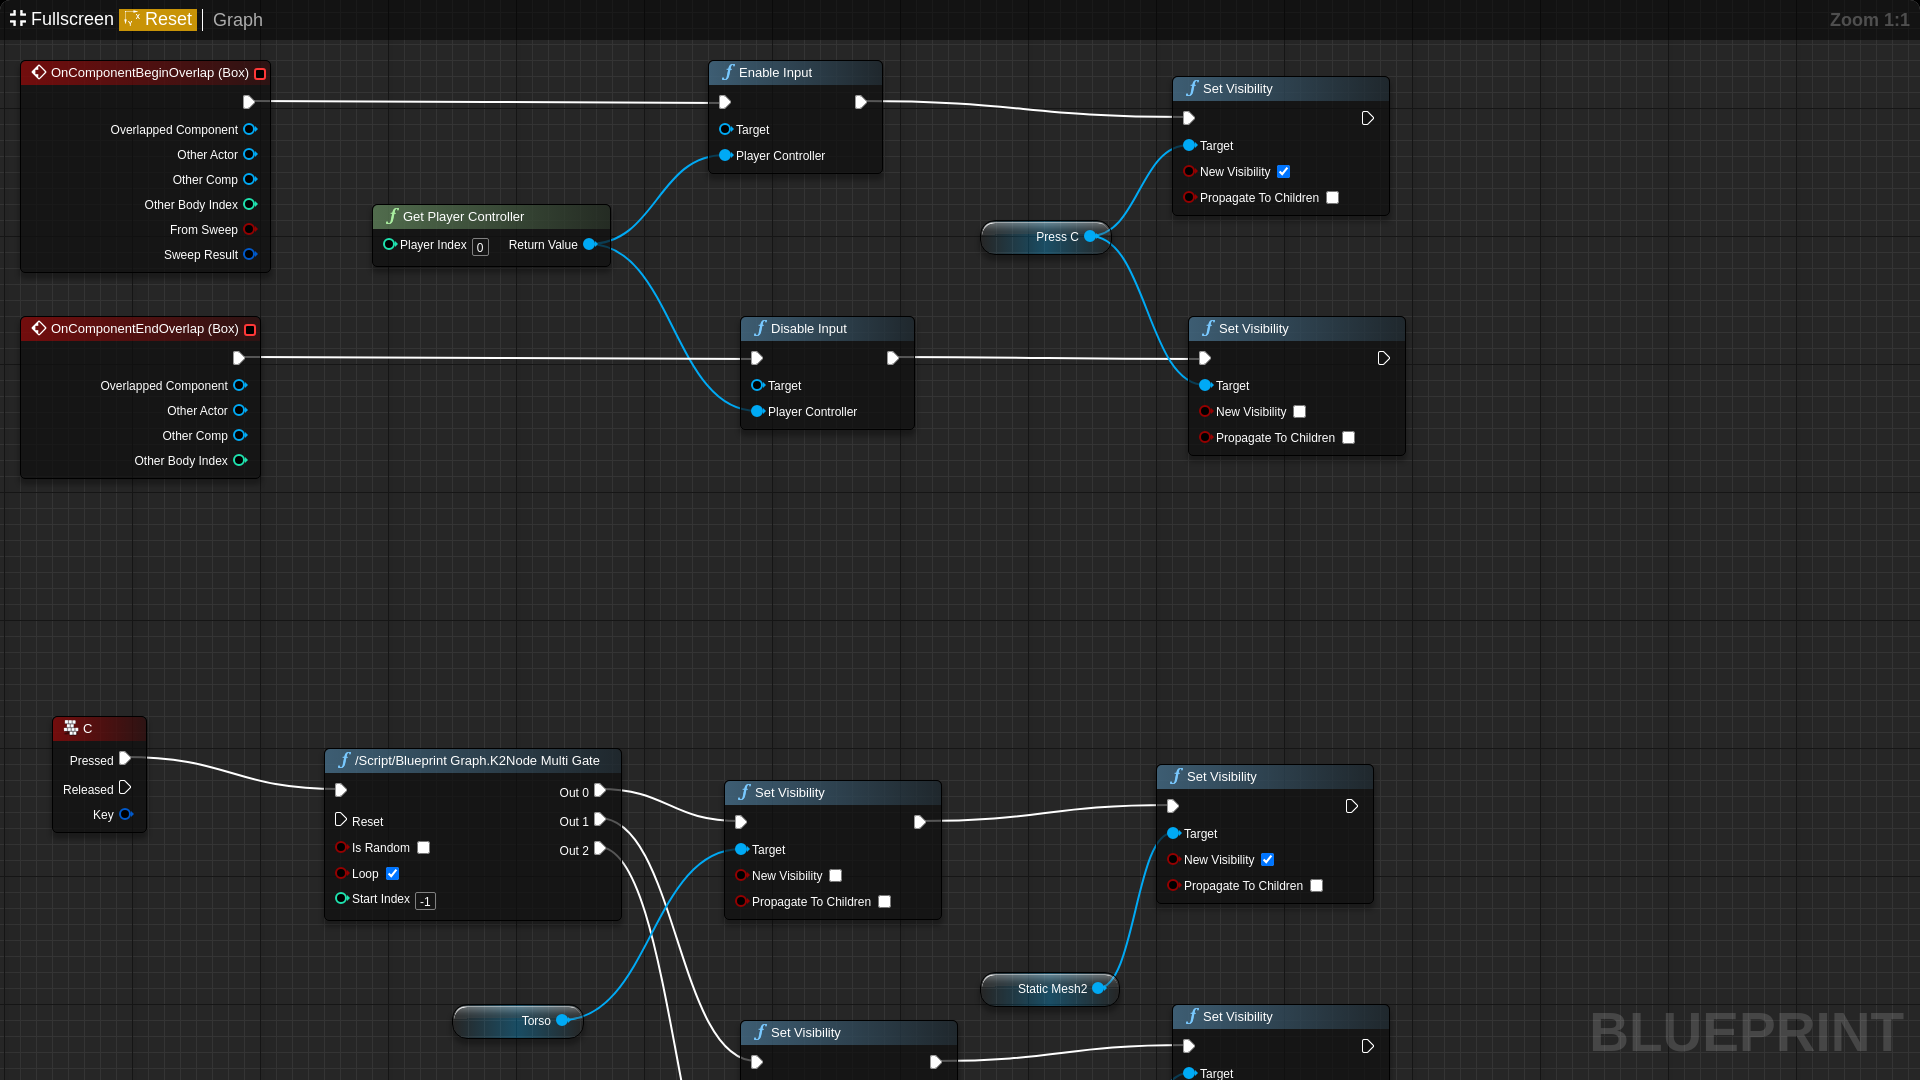 Fullscreen Reset Graph
Zoom 1:1
OnComponentBeginOverlap (Box)
Overlapped Component
Other Actor
Other Comp
Other Body Index
From Sweep
Sweep Result
Enable Input
Target
Player Controller
Set Visibility
Target
New Visibility
Propagate To Children
Get Player Controller
Player Index 0 Return Value
Press C
OnComponentEndOverlap (Box)
Overlapped Component
Other Actor
Other Comp
Other Body Index
Disable Input
Target
Player Controller
Set Visibility
Target
New Visibility
Propagate To Children
C
Pressed
Released
Key
/Script/Blueprint Graph.K2Node Multi Gate
Out 0
Reset Out 1
Is Random Out 2
Loop
Start Index -1
Set Visibility
Target
New Visibility
Propagate To Children
Set Visibility
Target
New Visibility
Propagate To Children
Static Mesh2
Torso
Set Visibility
Set Visibility
Target
BLUEPRINT